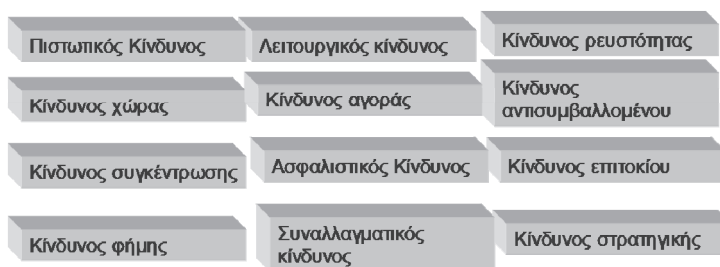 Πιστωτικός Κίνδυνος
Λειτουργικός κίνδυνος
Κίνδυνος ρευστότητας
Κίνδυνος χώρας
Κίνδυνος αγοράς
Κίνδυνος
αντισυμβαλλομένου
Κίνδυνος συγκέντρωσης
Ασφαλιστικός Κίνδυνος
Κίνδυνος επιτοκίου
Κίνδυνος φήμης
Συναλλαγματικός
κίνδυνος
Κίνδυνος στρατηγικής